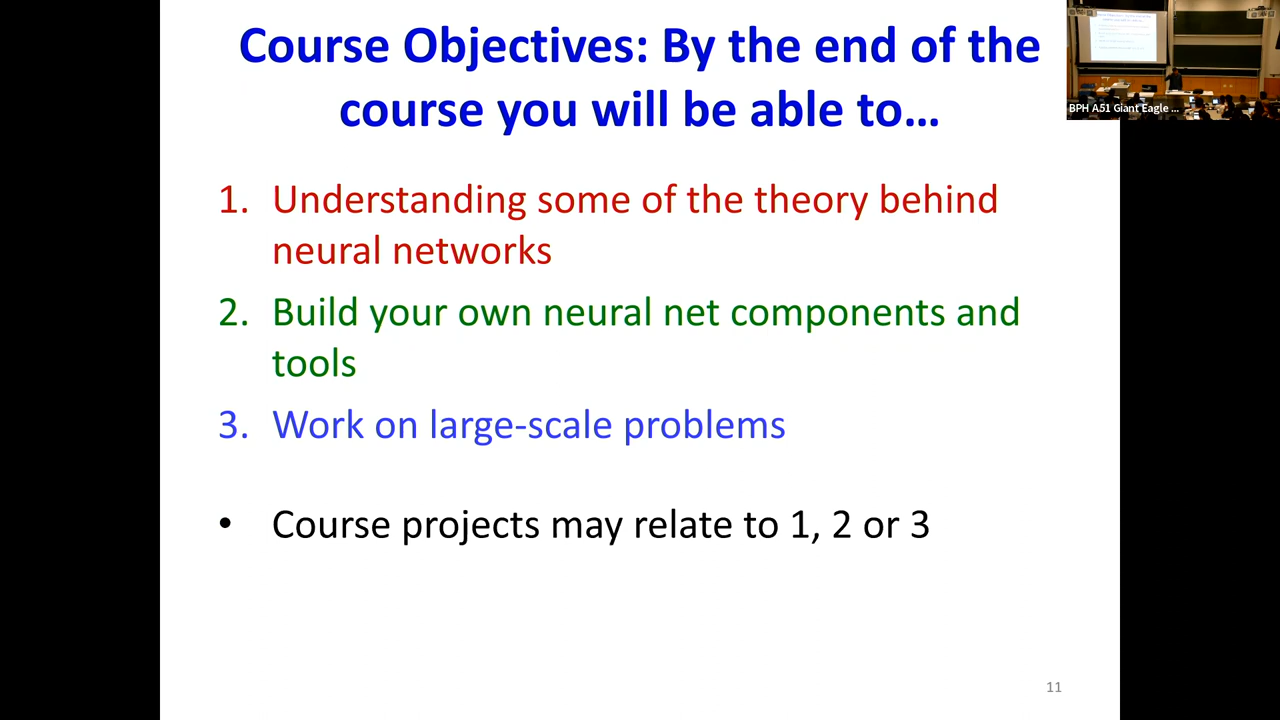 Course Objectives: By the end of the
course you will be able to…
1. Understanding some of the theory behind
neural networks
2. Build your own neural net components and
tools
3. Work on large-scale problems
• Course projects may relate to 1, 2 or 3
11
BPH A51 Giant Eagle ...